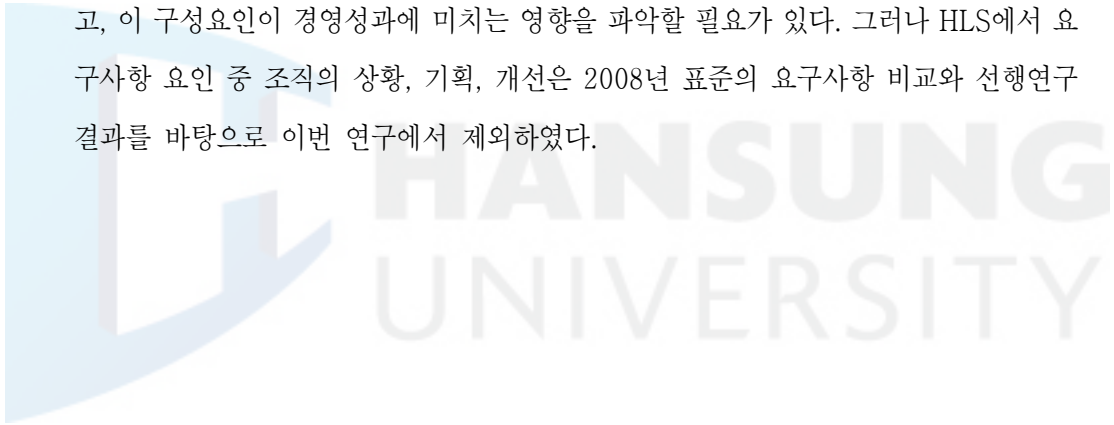 고, 이 구성요인이 경영성과에 미치는 영향을 파악할 필요가 있다. 그러나 HLS에서 요
구사항 요인 중 조직의 상황, 기획, 개선은 2008년 표준의 요구사항 비교와 선행연구
결과를 바탕으로 이번 연구에서 제외하였다.
HANSUNG
UNIVERSITY